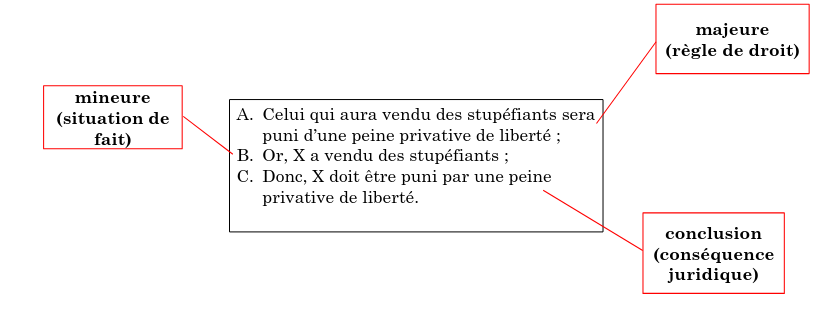 majeure
(règle de droit)
mineure
(situation de
fait)
A. Celui qui aura vendu des stupéfiants sera
puni d’une peine privative de liberté ;
B. Or, X a vendu des stupéfiants ;
C. Donc, X doit être puni par une peine
privative de liberté.
conclusion
(conséquence
juridique)